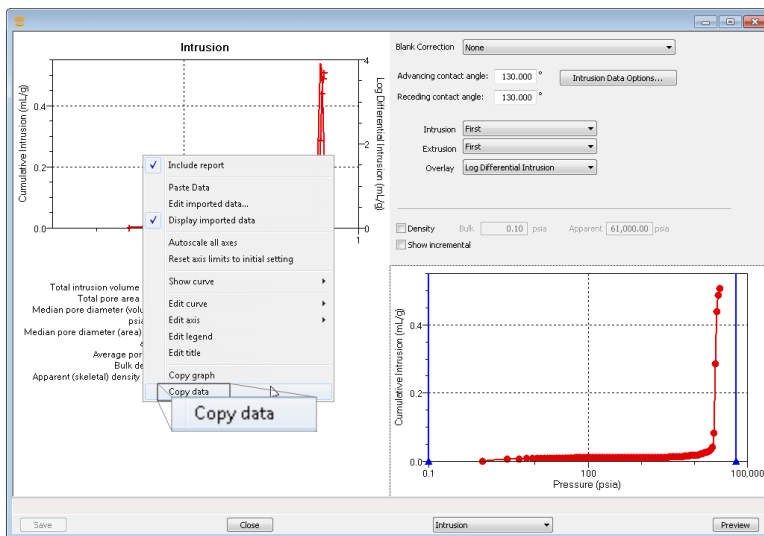 Intrusion
Cumulative Intrusion (mL/g)
0.4
0.2
0.0
4
2
0
1
Log Differential Intrusion (mL/g)
Total intrusion volume
Total pore area
Median pore diameter (volu
psia
Median pore diameter (area)
Average por
Bulk de
Apparent (skeletal) density
Include report
Paste Data
Edit imported data...
Display imported data
Autoscale all axes
Reset axis limits to initial setting
Show curve
Edit curve
Edit axis
Edit legend
Edit title
Copy graph
Copy data
Copy data
Blank Correction None
Advancing contact angle: 130.000 °
Intrusion Data Options...
Receding contact angle: 130.000 °
Intrusion First
Extrusion First
Overlay Log Differential Intrusion
Density Bulk 0.10 psia Apparent 61,000.00 psia
Show incremental
Cumulative Intrusion (mL/g)
0.4
0.2
0.0
0.1 100 100,000
Pressure (psia)
Save Close Intrusion Preview